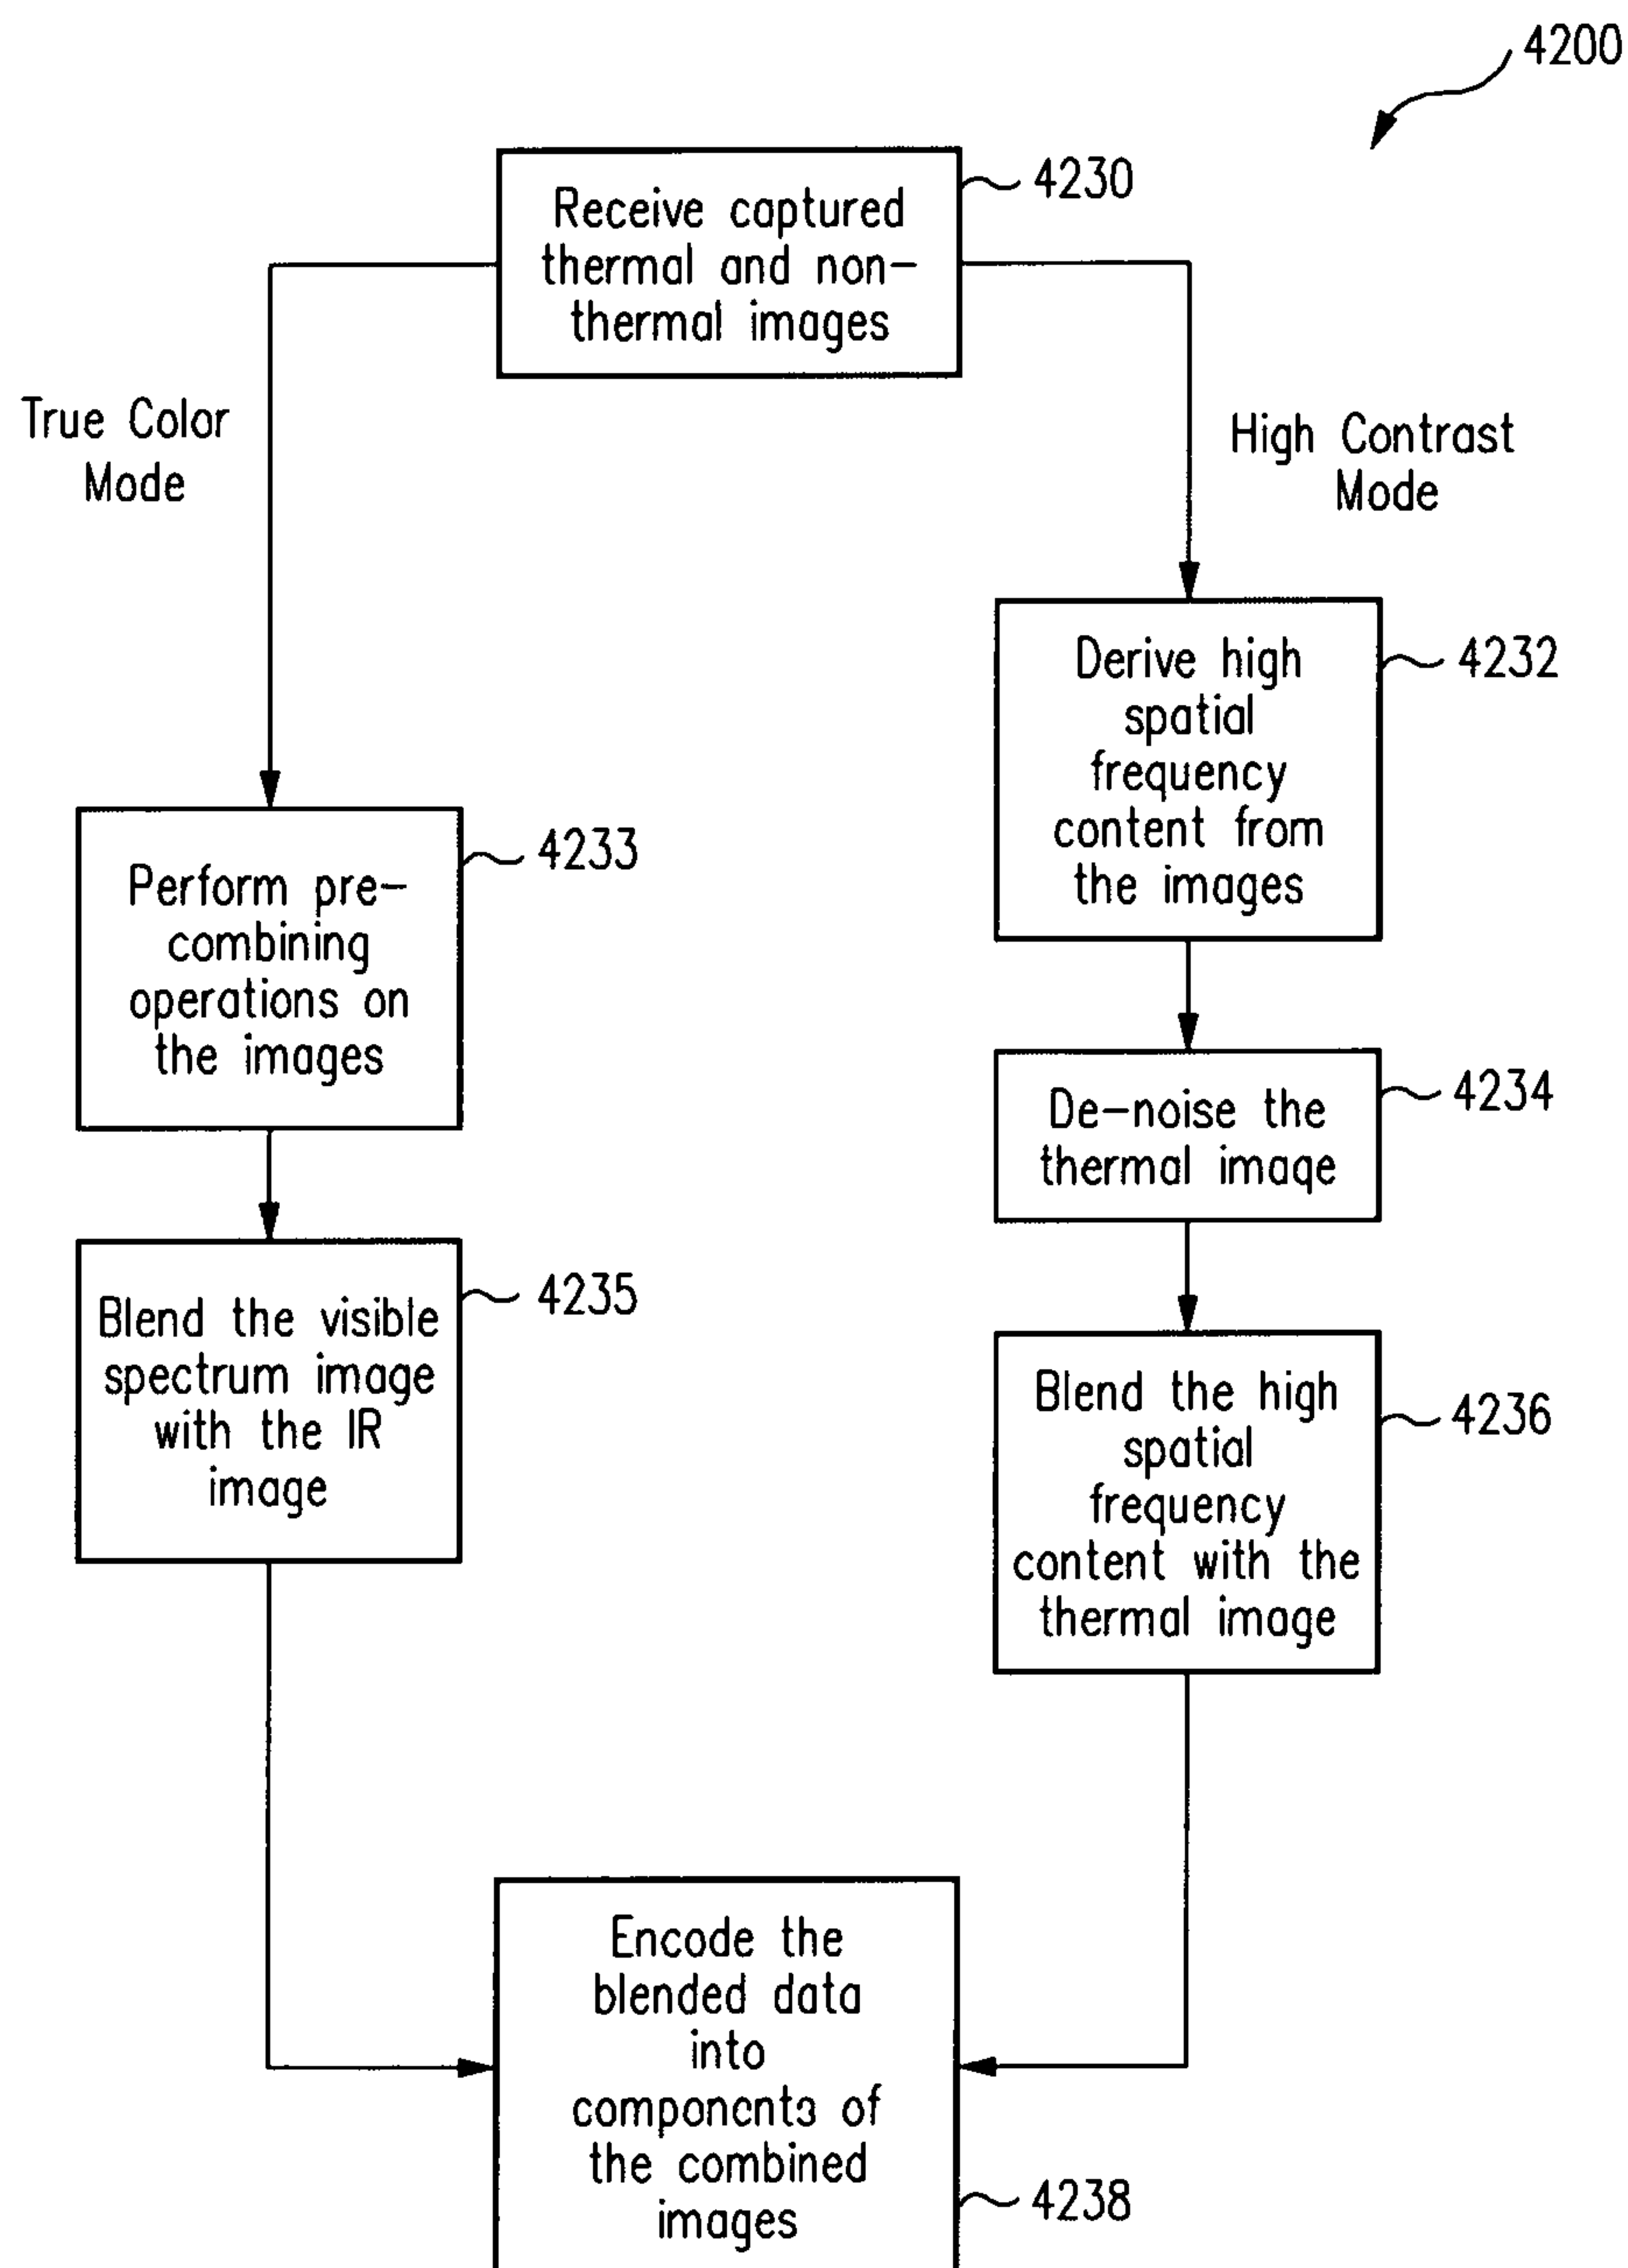 4200
Receive captured
thermal and non-
thermal images
4230
True Color
Mode
High Contrast
Mode
Derive high
spatial
frequency
content from
the images
4232
Perform pre-
combining
operations on
the images
4233
De-noise the
thermal image
4234
Blend the visible
spectrum image
with the IR
image
4235
Blend the high
spatial
frequency
content with the
thermal image
4236
Encode the
blended data
into
components of
the combined
images
4238